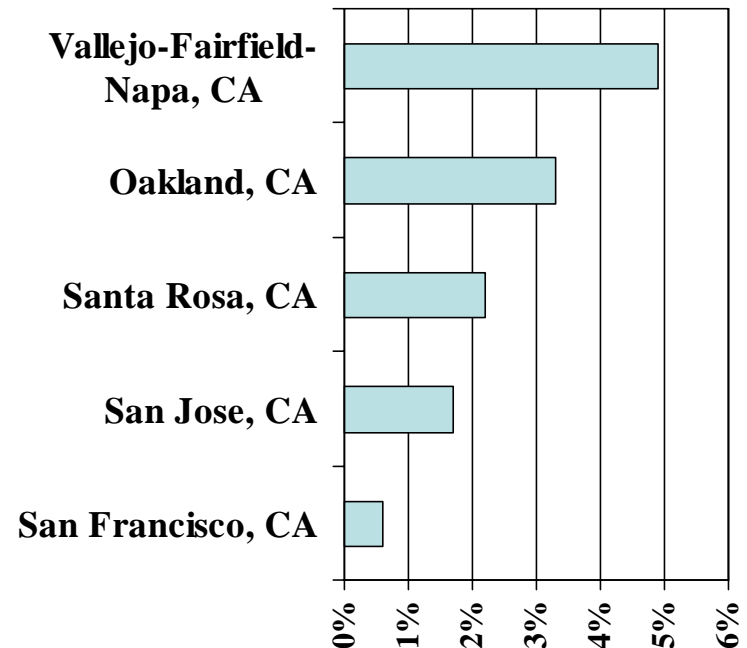 Vallejo-Fairfield-
Napa, CA
Oakland, CA
Santa Rosa, CA
San Jose, CA
San Francisco, CA
0%
1%
2%
3%
4%
5%
6%